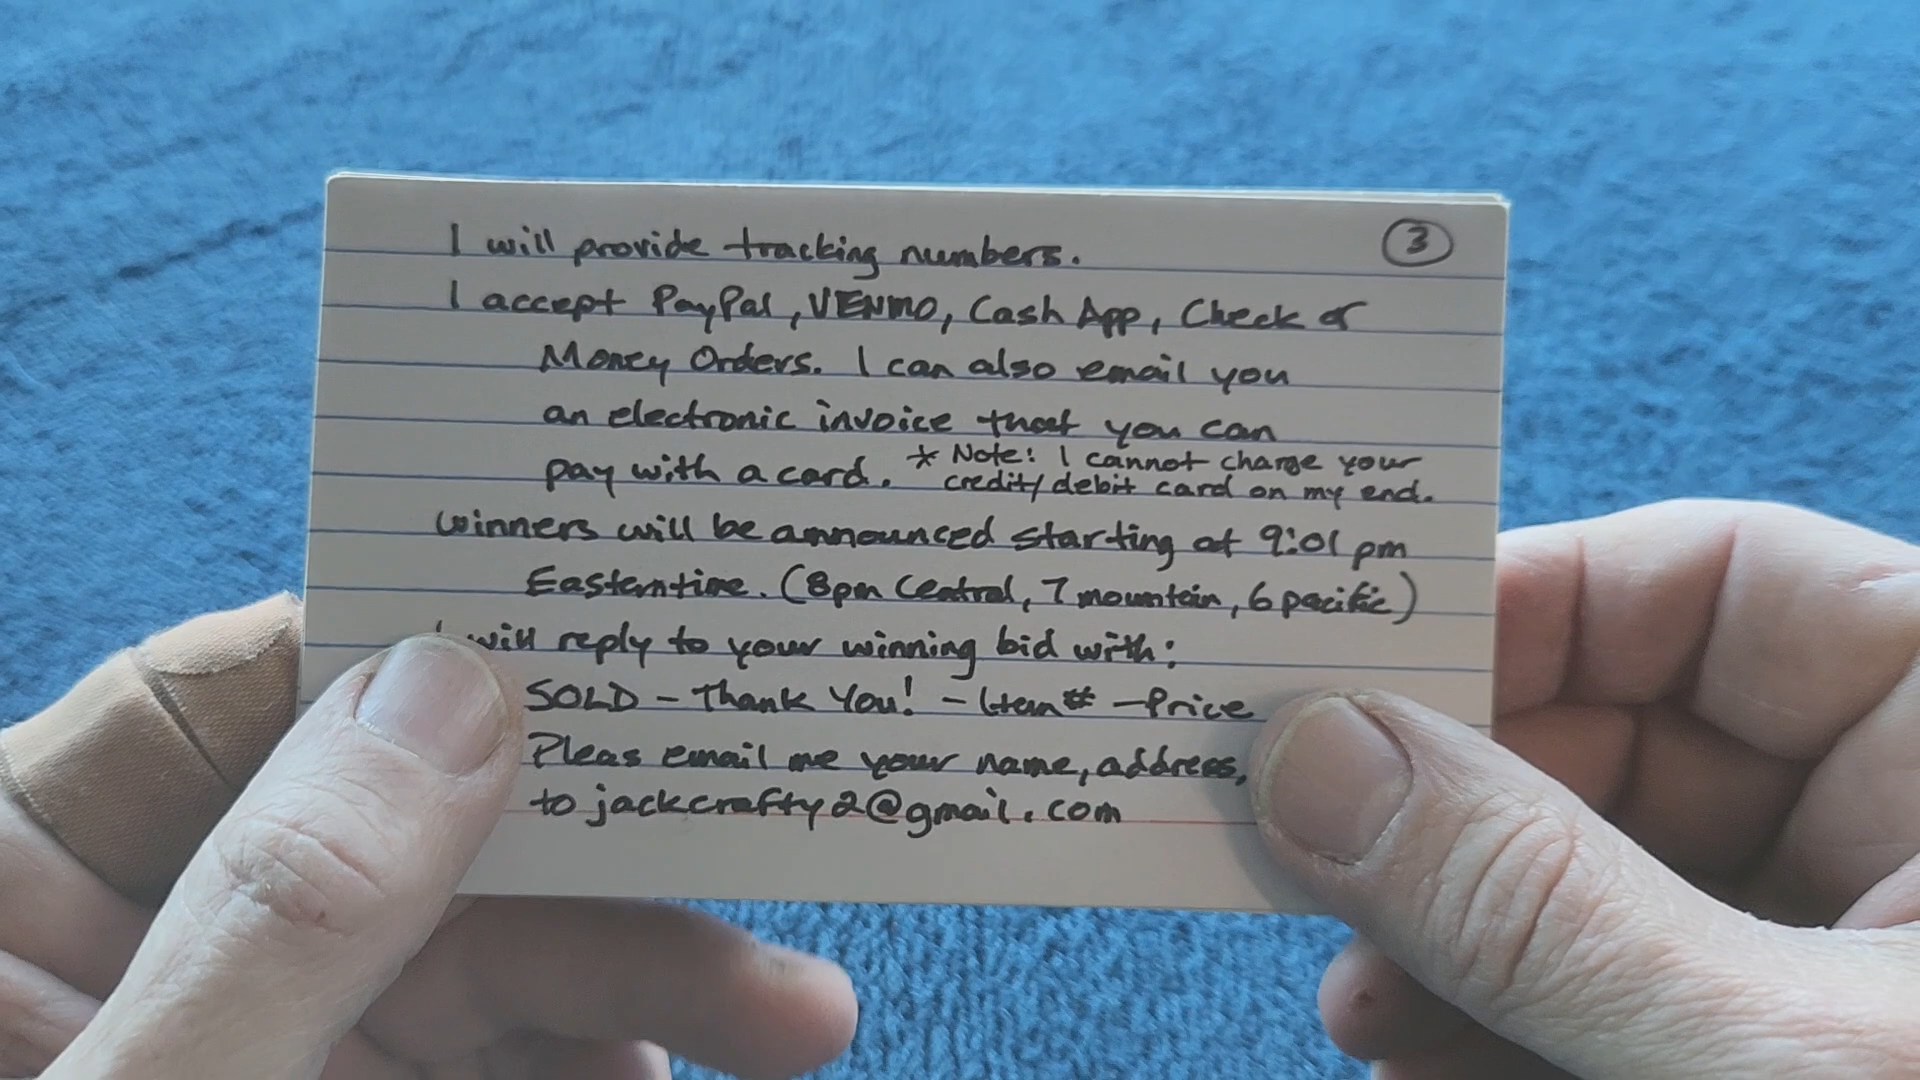 3
I will provide tracking numbers.
I accept PayPal, VENMO, Cash App, Check or
Money Orders. I can also email you
an electronic invoice that you can
pay with a card. * Note: I cannot charge your
credit/debit card on my end.
Winners will be announced starting at 9:01 pm
Eastern time. (8pm Central, 7 mountain, 6 pacific)
I will reply to your winning bid with:
SOLD - Thank You! - Item # - Price
Pleas email me your name, address,
to jackcrafty2@gmail.com